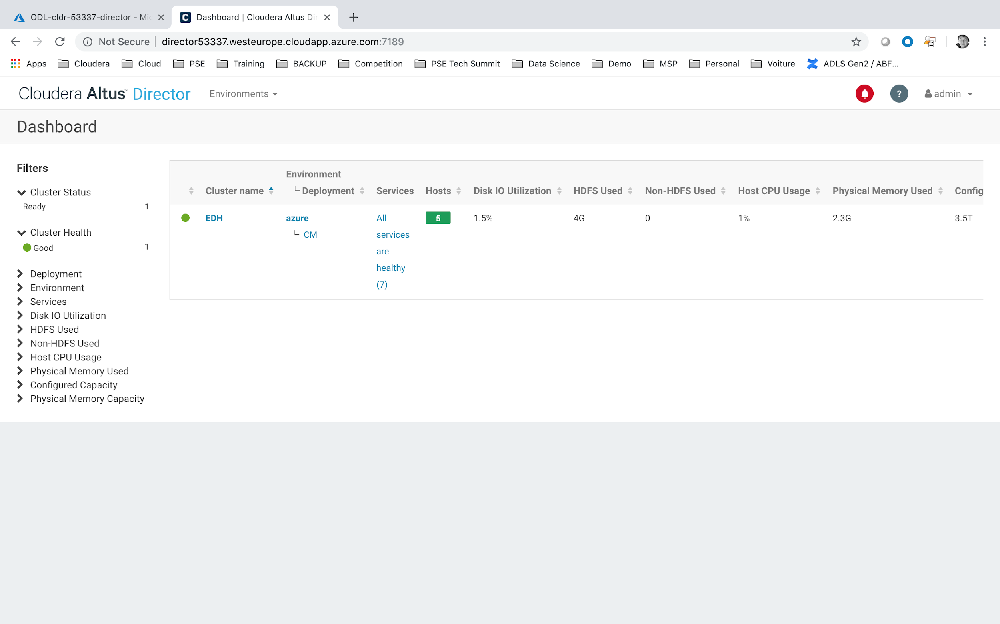 ODL-cldr-53337-director - Mic
Dashboard | Cloudera Altus Dir
Not Secure director53337.westeurope.cloudapp.azure.com:7189
Apps Cloudera Cloud PSE Training BACKUP Competition PSE Tech Summit Data Science Demo MSP Personal Voiture ADLS Gen2 / ABF...
Cloudera Altus™ Director Environments ? admin
Dashboard
Filters
Cluster Status
Ready 1
Cluster Health
Good 1
Deployment
Environment
Services
Disk IO Utilization
HDFS Used
Non-HDFS Used
Host CPU Usage
Physical Memory Used
Configured Capacity
Physical Memory Capacity
Environment
Cluster name Deployment Services Hosts Disk IO Utilization HDFS Used Non-HDFS Used Host CPU Usage Physical Memory Used Config
EDH azure All 5 1.5% 4G 0 1% 2.3G 3.5T
CM services
are
healthy
(7)